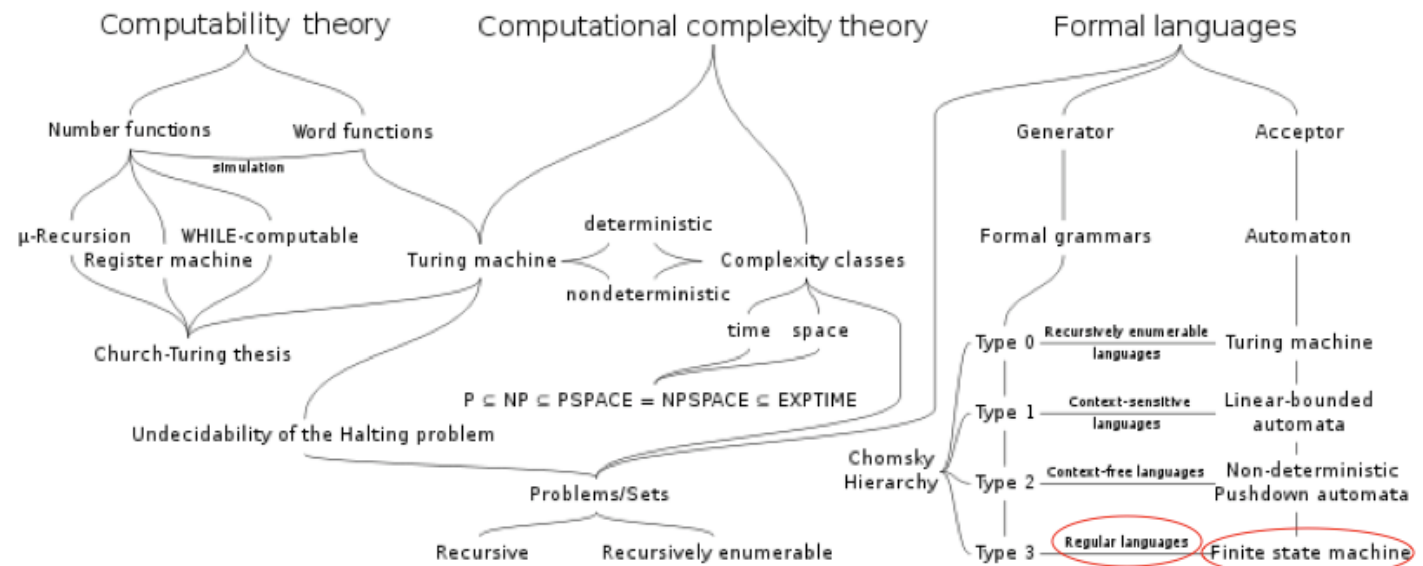 Computability theory
Computational complexity theory
Formal languages
Number functions
Word functions
simulation
Generator
Acceptor
μ-Recursion
WHILE-computable
Register machine
Turing machine
deterministic
nondeterministic
Complexity classes
Formal grammars
Automaton
time
space
Church-Turing thesis
P ⊆ NP ⊆ PSPACE = NPSPACE ⊆ EXPTIME
Undecidability of the Halting problem
Problems/Sets
Recursive
Recursively enumerable
Chomsky
Hierarchy
Type 0
Recursively enumerable
languages
Turing machine
Type 1
Context-sensitive
languages
Linear-bounded
automata
Type 2
Context-free languages
Non-deterministic
Pushdown automata
Type 3
Regular languages
Finite state machine